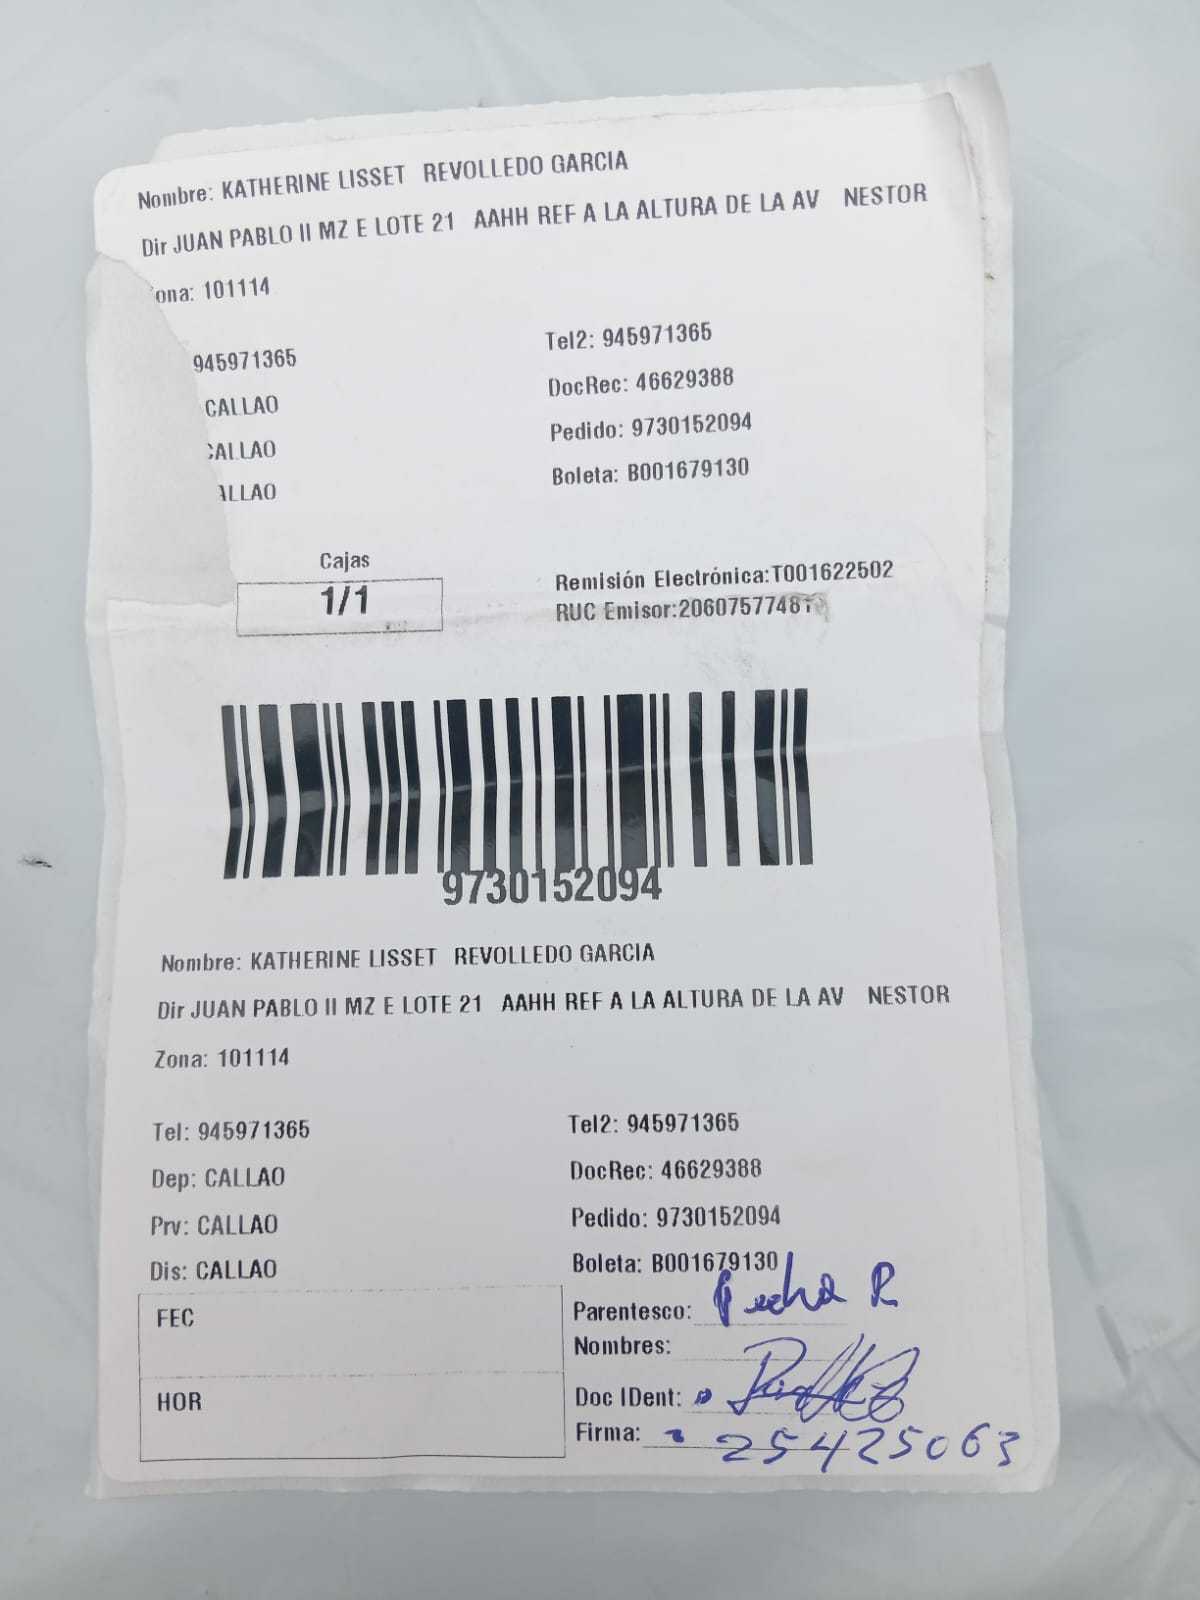 Nombre: KATHERINE LISSET REVOLLEDO GARCIA
Dir JUAN PABLO II MZ E LOTE 21 AAHH REF A LA ALTURA DE LA AV NESTOR
ona: 101114
945971365 Tel2: 945971365
CALLAO DocRec: 46629388
CALLAO Pedido: 9730152094
ALLAO Boleta: B001679130
Cajas
1/1
Remisión Electrónica:T001622502
RUC Emisor:20607577481
9730152094
Nombre: KATHERINE LISSET REVOLLEDO GARCIA
Dir JUAN PABLO II MZ E LOTE 21 AAHH REF A LA ALTURA DE LA AV NESTOR
Zona: 101114
Tel: 945971365 Tel2: 945971365
Dep: CALLAO DocRec: 46629388
Prv: CALLAO Pedido: 9730152094
Dis: CALLAO Boleta: B001679130
FEC
HOR
Parentesco: R
Nombres:
Doc IDent:
Firma: 25425063